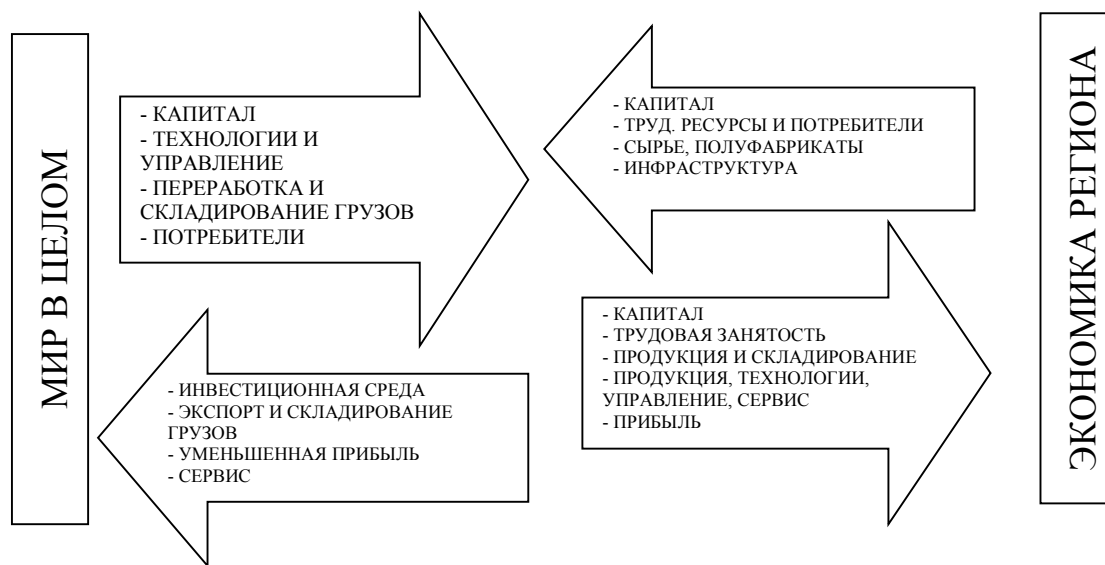 МИР В ЦЕЛОМ
- КАПИТАЛ
- ТЕХНОЛОГИИ И
УПРАВЛЕНИЕ
- ПЕРЕРАБОТКА И
СКЛАДИРОВАНИЕ ГРУЗОВ
- ПОТРЕБИТЕЛИ
- КАПИТАЛ
- ТРУД. РЕСУРСЫ И ПОТРЕБИТЕЛИ
- СЫРЬЕ, ПОЛУФАБРИКАТЫ
- ИНФРАСТРУКТУРА
- ИНВЕСТИЦИОННАЯ СРЕДА
- ЭКСПОРТ И СКЛАДИРОВАНИЕ
ГРУЗОВ
- УМЕНЬШЕННАЯ ПРИБЫЛЬ
- СЕРВИС
- КАПИТАЛ
- ТРУДОВАЯ ЗАНЯТОСТЬ
- ПРОДУКЦИЯ И СКЛАДИРОВАНИЕ
- ПРОДУКЦИЯ, ТЕХНОЛОГИИ,
УПРАВЛЕНИЕ, СЕРВИС
- ПРИБЫЛЬ
ЭКОНОМИКА РЕГИОНА